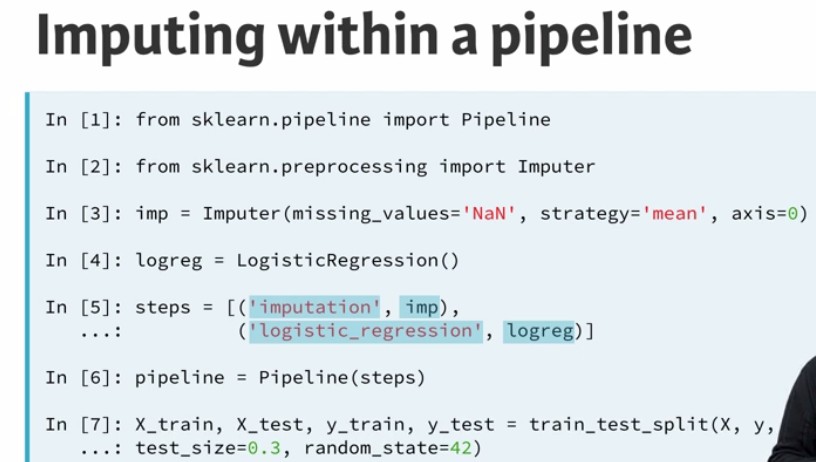 Imputing within a pipeline
In [1]: from sklearn.pipeline import Pipeline
In [2]: from sklearn.preprocessing import Imputer
In [3]: imp = Imputer(missing_values='NaN', strategy='mean', axis=0)
In [4]: logreg = LogisticRegression()
In [5]: steps = [('imputation', imp),
...: ('logistic_regression', logreg)]
In [6]: pipeline = Pipeline(steps)
In [7]: X_train, X_test, y_train, y_test = train_test_split(X, y,
...: test_size=0.3, random_state=42)